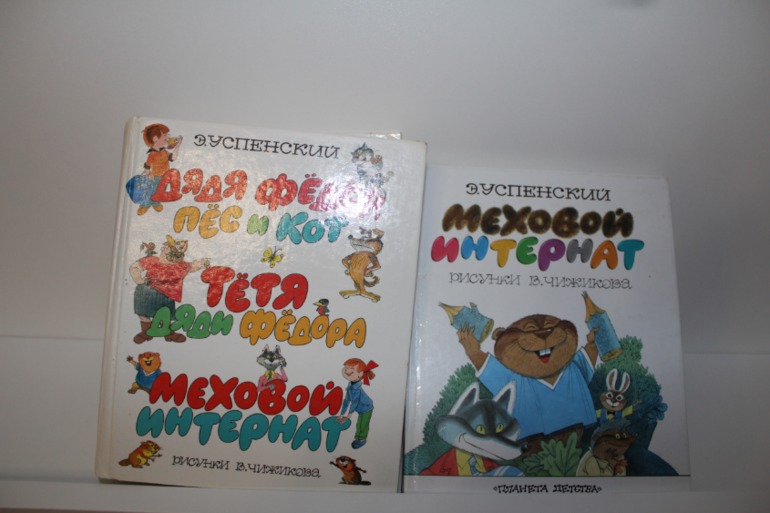 Э.УСПЕНСКИЙ
ДЯДЯ ФЁДОР
ПЁС и КОТ
ТЁТЯ
ДЯДИ ФЁДОРА
МЕХОВОЙ
ИНТЕРНАТ
РИСУНКИ В.ЧИЖИКОВА
Э.УСПЕНСКИЙ
МЕХОВОЙ
ИНТЕРНАТ
РИСУНКИ В.ЧИЖИКОВА
«ПЛАНЕТА ДЕТСТВА»